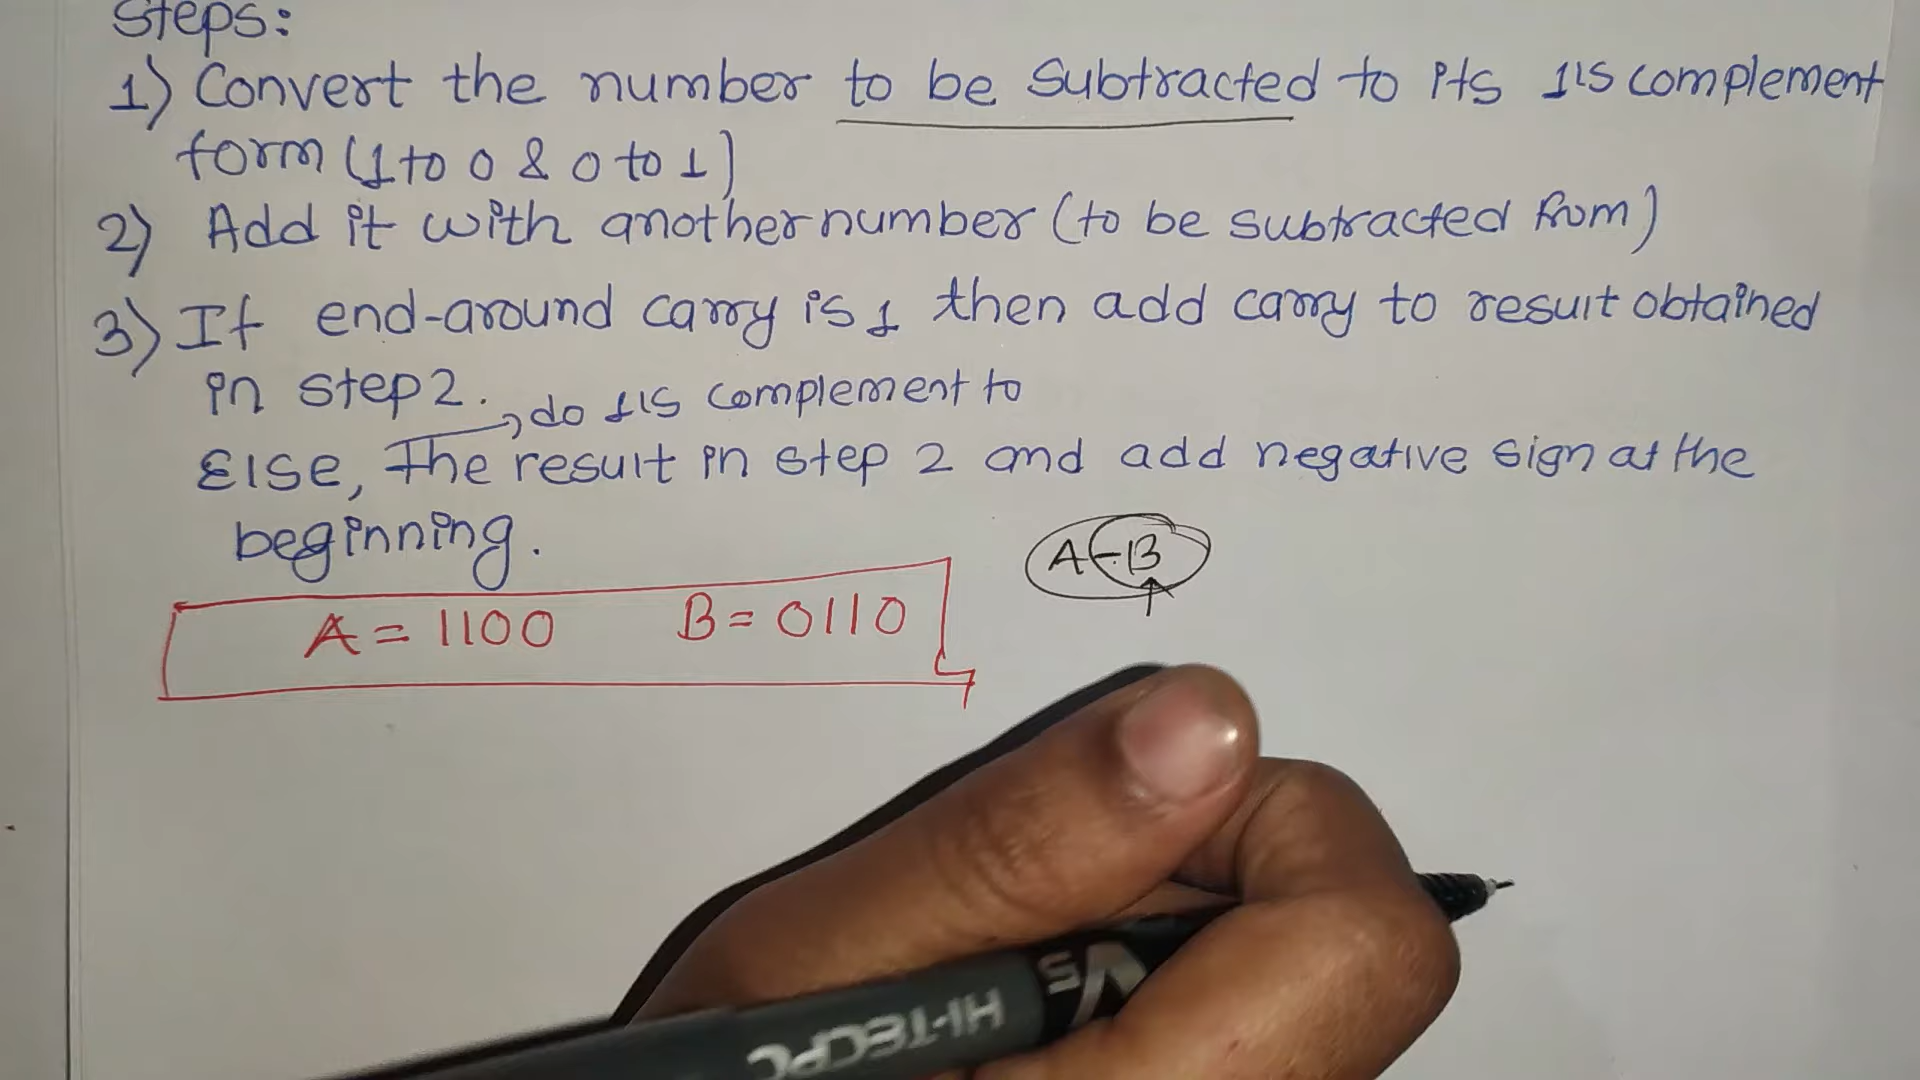 Steps:
1) Convert the number to be subtracted to its 1's complement
form (1 to 0 & 0 to 1)
2) Add it with another number (to be subtracted from)
3) If end-around carry is 1 then add carry to result obtained
in step 2.
do 1's complement to
Else, The result in step 2 and add negative sign at the
beginning.
A-B
A = 1100 B = 0110
V5
HI-TECPC